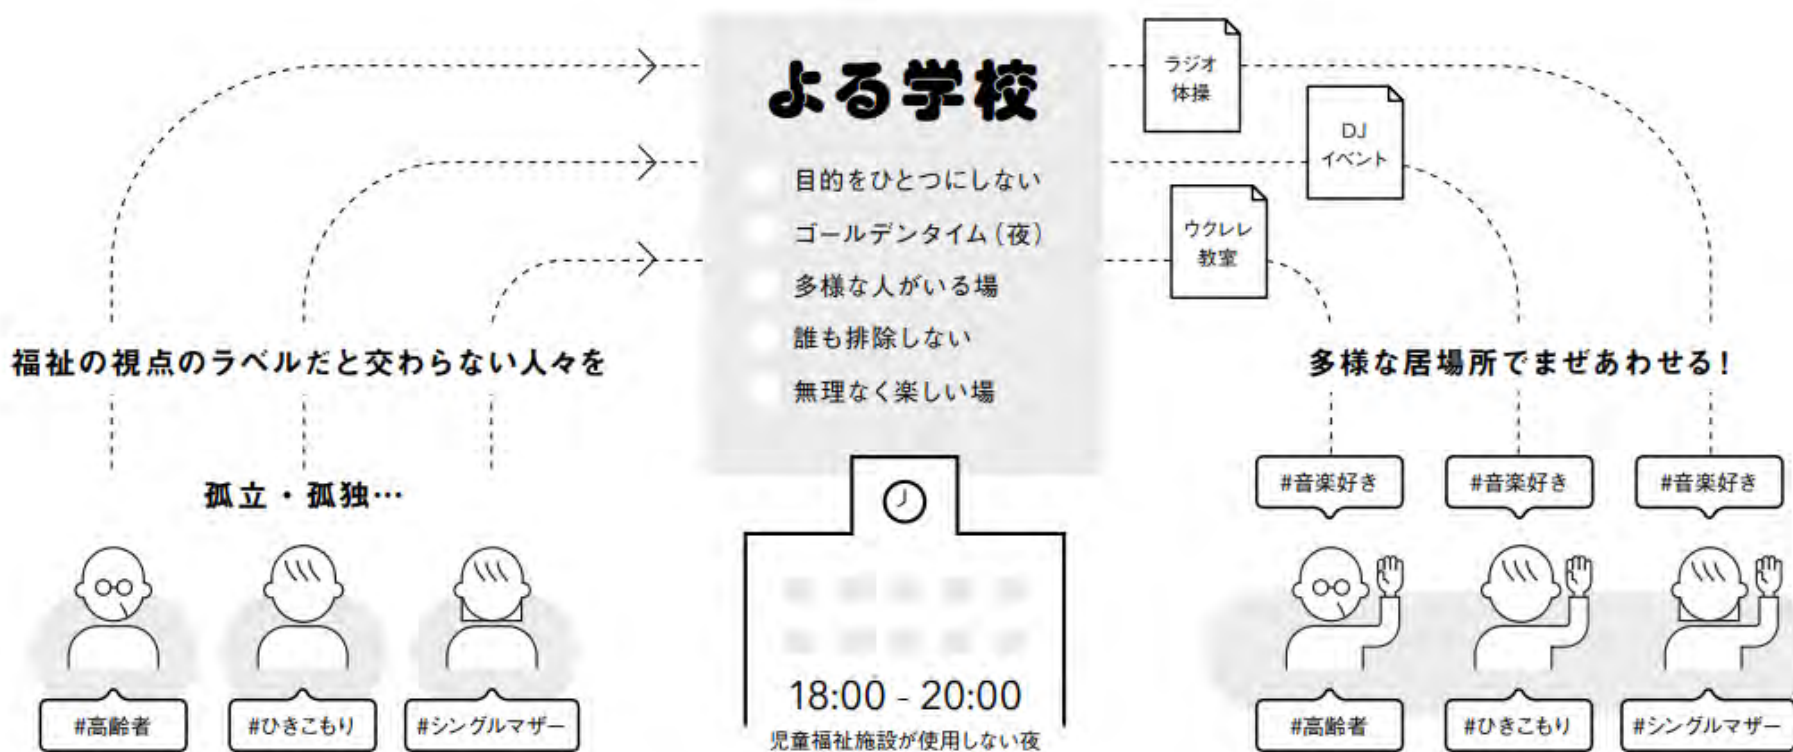 よる学校
目的をひとつにしない
ゴールデンタイム（夜）
多様な人がいる場
誰も排除しない
無理なく楽しい場
ラジオ
体操
DJ
イベント
ウクレレ
教室
福祉の視点のラベルだと交わらない人々を
多様な居場所でまぜあわせる！
孤立・孤独…
#高齢者
#ひきこもり
#シングルマザー
18:00 - 20:00
児童福祉施設が使用しない夜
#音楽好き
#音楽好き
#音楽好き
#高齢者
#ひきこもり
#シングルマザー